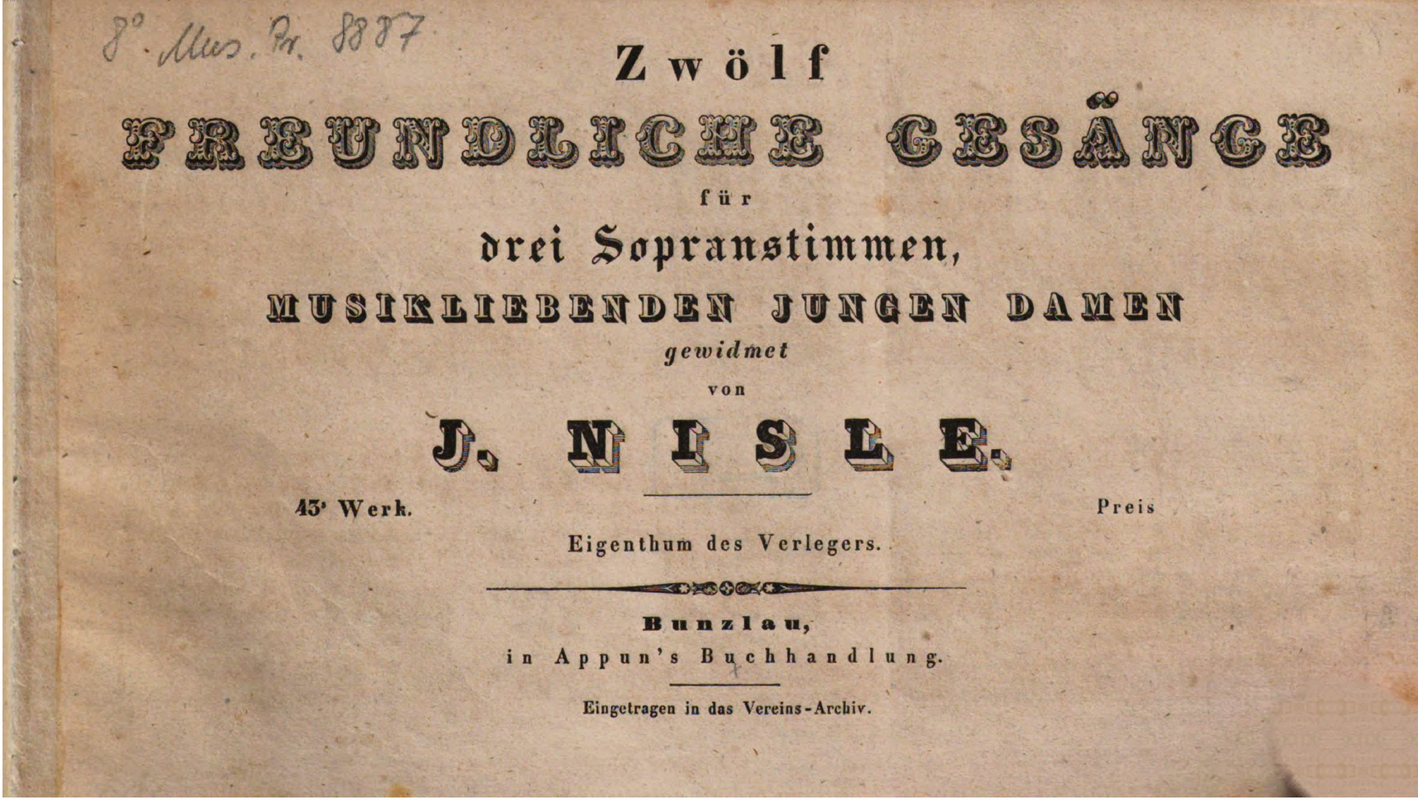 8° Mus. Pr. 8887
Zwölf
FREUNDLICHE GESÄNGE
für
drei Sopranstimmen,
MUSIKLIEBENDEN JUNGEN DAMEN
gewidmet
von
J. NISLE.
43s Werk. Preis
Eigenthum des Verlegers.
Bunzlau,
in Appun's Buchhandlung.
Eingetragen in das Vereins-Archiv.